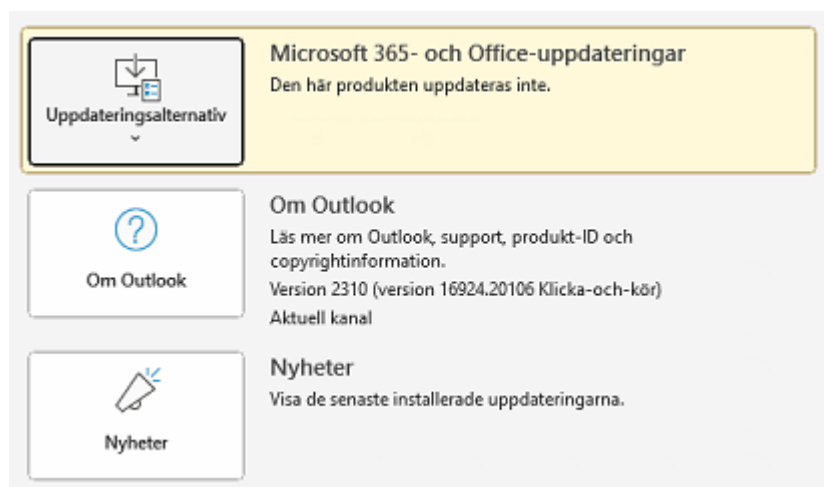 Microsoft 365- och Office-uppdateringar
Den här produkten uppdateras inte.
Uppdateringsalternativ
Om Outlook
Läs mer om Outlook, support, produkt-ID och
copyrightinformation.
Version 2310 (version 16924.20106 Klicka-och-kör)
Aktuell kanal
Om Outlook
Nyheter
Visa de senaste installerade uppdateringarna.
Nyheter